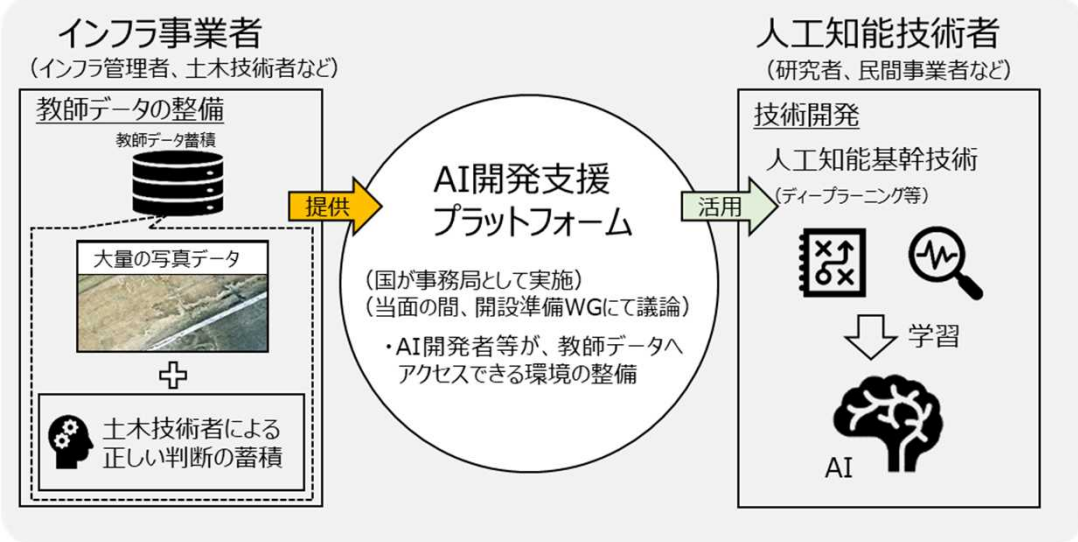 インフラ事業者
（インフラ管理者、土木技術者など）
教師データの整備
教師データ蓄積
大量の写真データ
土木技術者による
正しい判断の蓄積
提供
AI開発支援
プラットフォーム
（国が事務局として実施）
（当面の間、開設準備WGにて議論）
・AI開発者等が、教師データへ
アクセスできる環境の整備
活用
人工知能技術者
（研究者、民間事業者など）
技術開発
人工知能基幹技術
（ディープラーニング等）
学習
AI